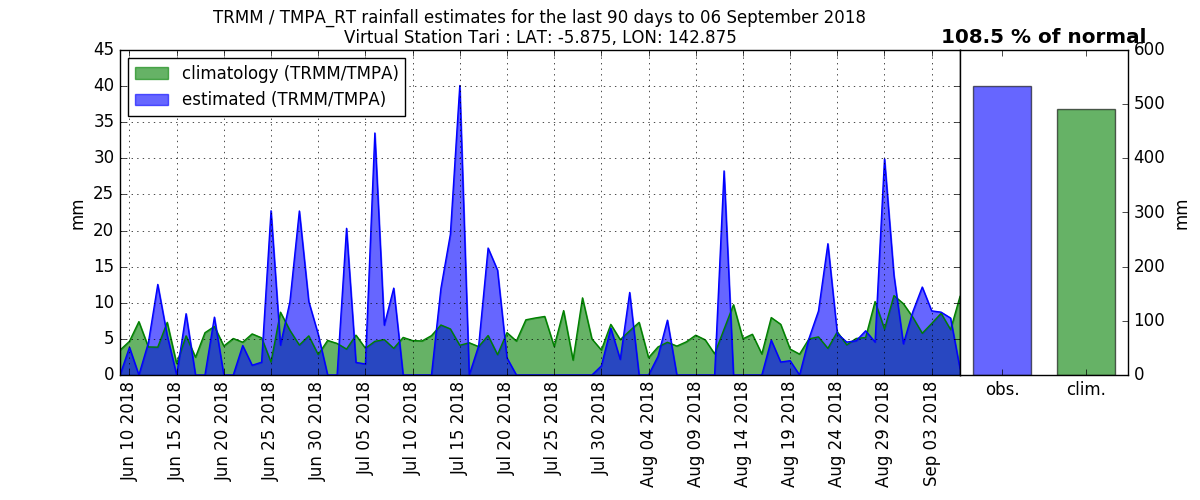 TRMM / TMPA_RT rainfall estimates for the last 90 days to 06 September 2018
Virtual Station Tari : LAT: -5.875, LON: 142.875
108.5 % of normal
climatology (TRMM/TMPA)
estimated (TRMM/TMPA)
mm
45
40
35
30
25
20
15
10
5
0
Jun 10 2018
Jun 15 2018
Jun 20 2018
Jun 25 2018
Jun 30 2018
Jul 05 2018
Jul 10 2018
Jul 15 2018
Jul 20 2018
Jul 25 2018
Jul 30 2018
Aug 04 2018
Aug 09 2018
Aug 14 2018
Aug 19 2018
Aug 24 2018
Aug 29 2018
Sep 03 2018
obs.
clim.
600
500
400
300
200
100
0
mm